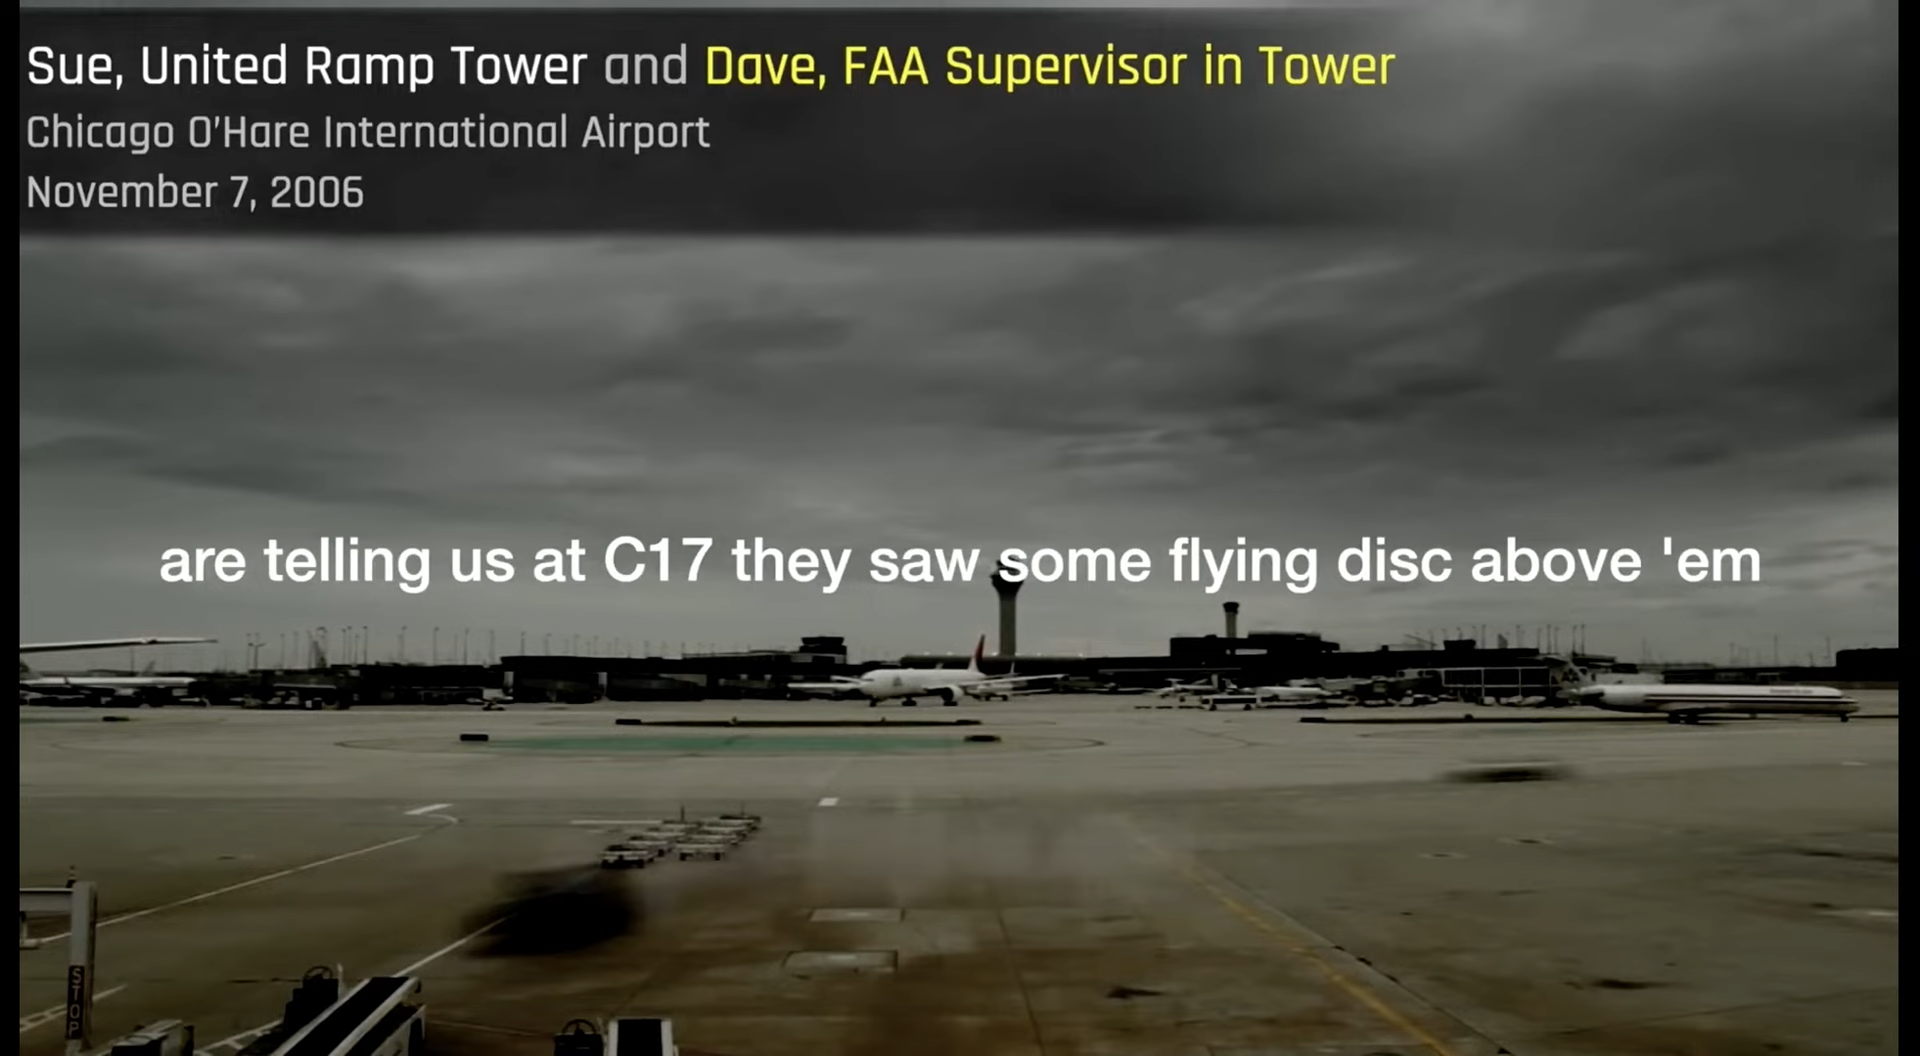 Sue, United Ramp Tower and Dave, FAA Supervisor in Tower
Chicago O'Hare International Airport
November 7, 2006
are telling us at C17 they saw some flying disc above 'em
STOP